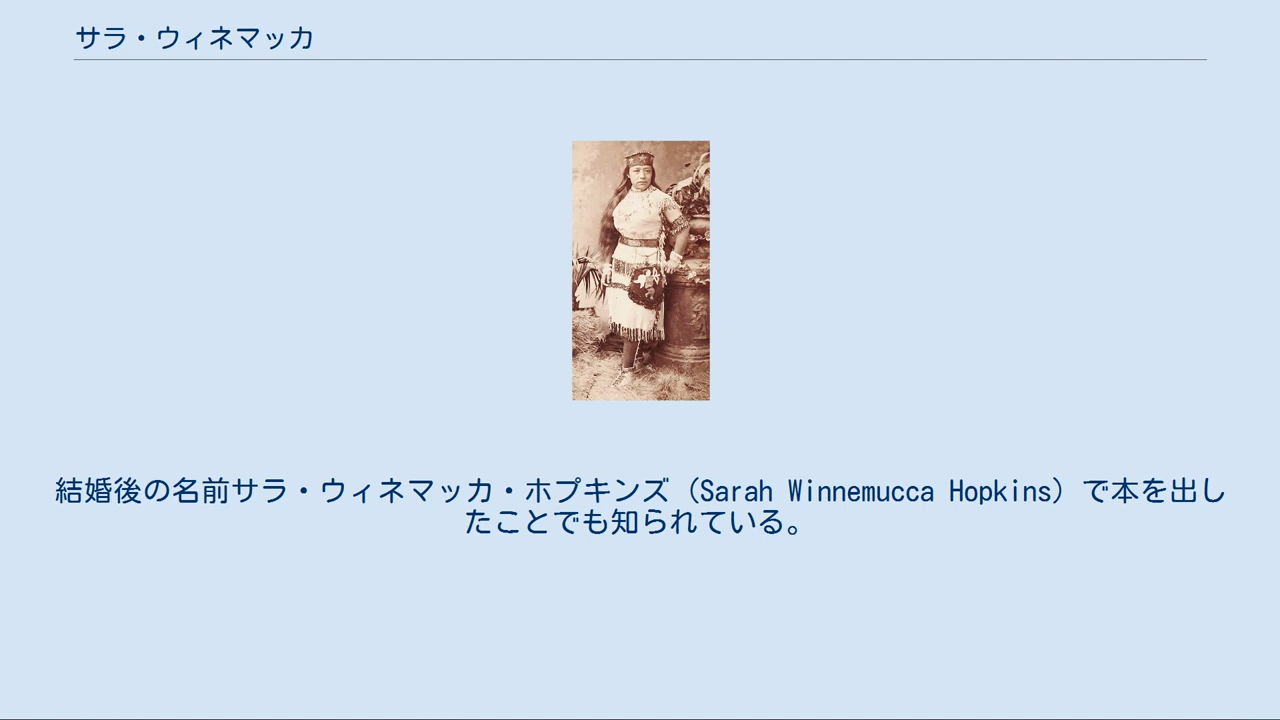 サラ・ウィネマッカ
結婚後の名前サラ・ウィネマッカ・ホプキンズ（Sarah Winnemucca Hopkins）で本を出し
たことでも知られている。